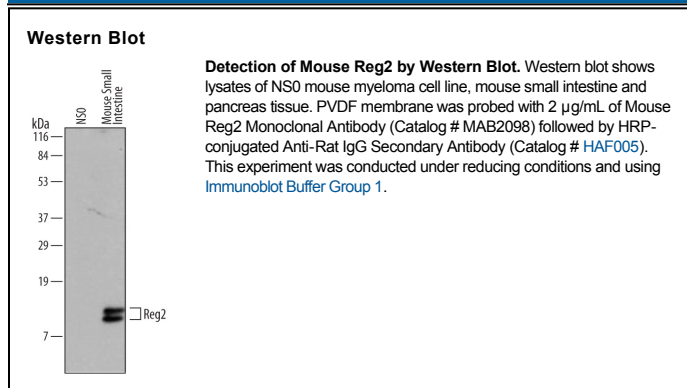 Western Blot
Detection of Mouse Reg2 by Western Blot. Western blot shows
lysates of NS0 mouse myeloma cell line, mouse small intestine and
pancreas tissue. PVDF membrane was probed with 2 µg/mL of Mouse
Reg2 Monoclonal Antibody (Catalog # MAB2098) followed by HRP-
conjugated Anti-Rat IgG Secondary Antibody (Catalog # HAF005).
This experiment was conducted under reducing conditions and using
Immunoblot Buffer Group 1.
NS0
Mouse Small
Intestine
kDa
116
84
53
37
29
19
Reg2
7